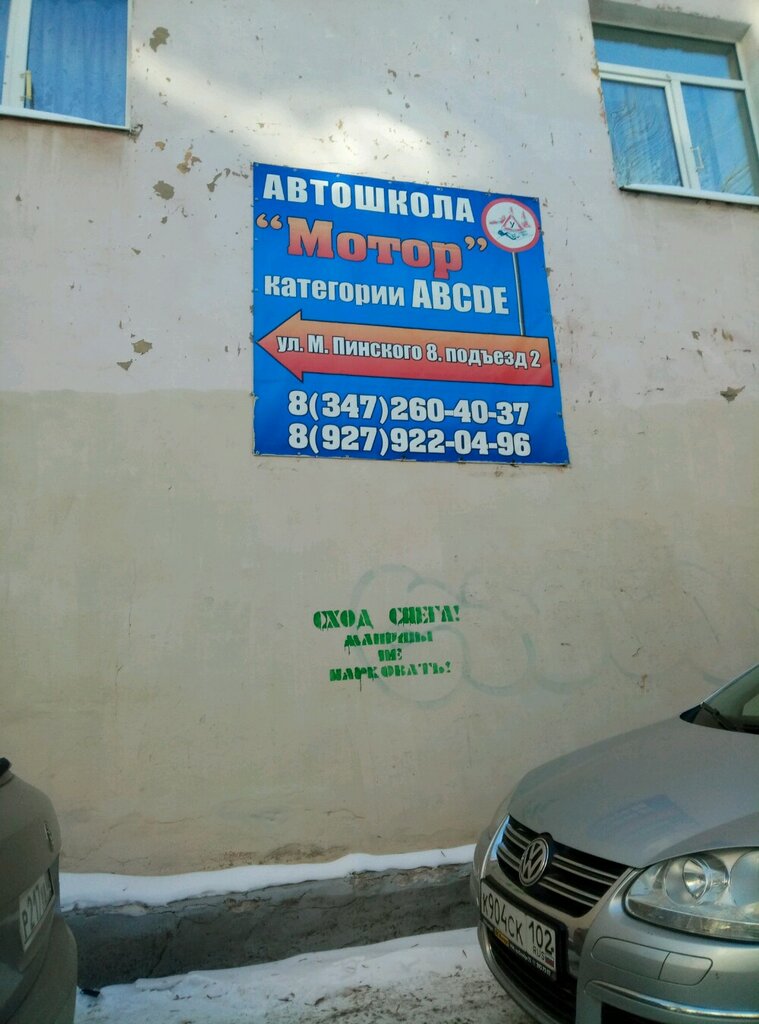 АВТОШКОЛА
“Мотор”
У
категории ABCDE
ул. М. Пинского 8. подъезд 2
8(347)260-40-37
8(927)922-04-96
СХОД СНЕГА!
МАШИНЫ
НЕ
ПАРКОВАТЬ!
К904СК 102
RUS